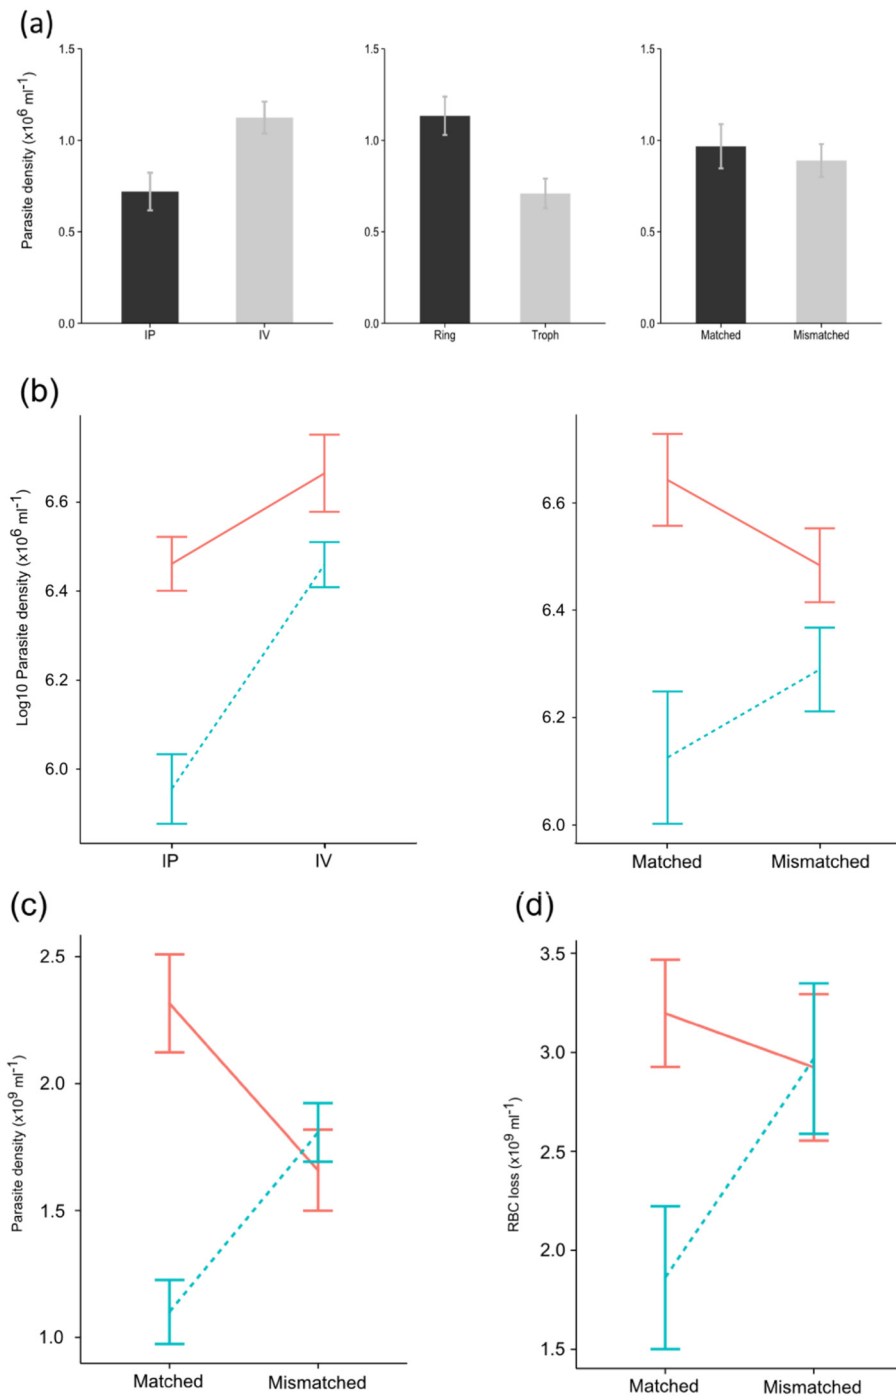 (a)
Parasite density (x10⁶ ml⁻¹)
1.5
1.0
0.5
0.0
IP IV
1.5
1.0
0.5
0.0
Ring Troph
1.5
1.0
0.5
0.0
Matched Mismatched
(b)
Log10 Parasite density (x10⁶ ml⁻¹)
6.6
6.4
6.2
6.0
IP IV
6.6
6.4
6.2
6.0
Matched Mismatched
(c)
Parasite density (x10⁹ ml⁻¹)
2.5
2.0
1.5
1.0
Matched Mismatched
(d)
RBC loss (x10⁹ ml⁻¹)
3.5
3.0
2.5
2.0
1.5
Matched Mismatched